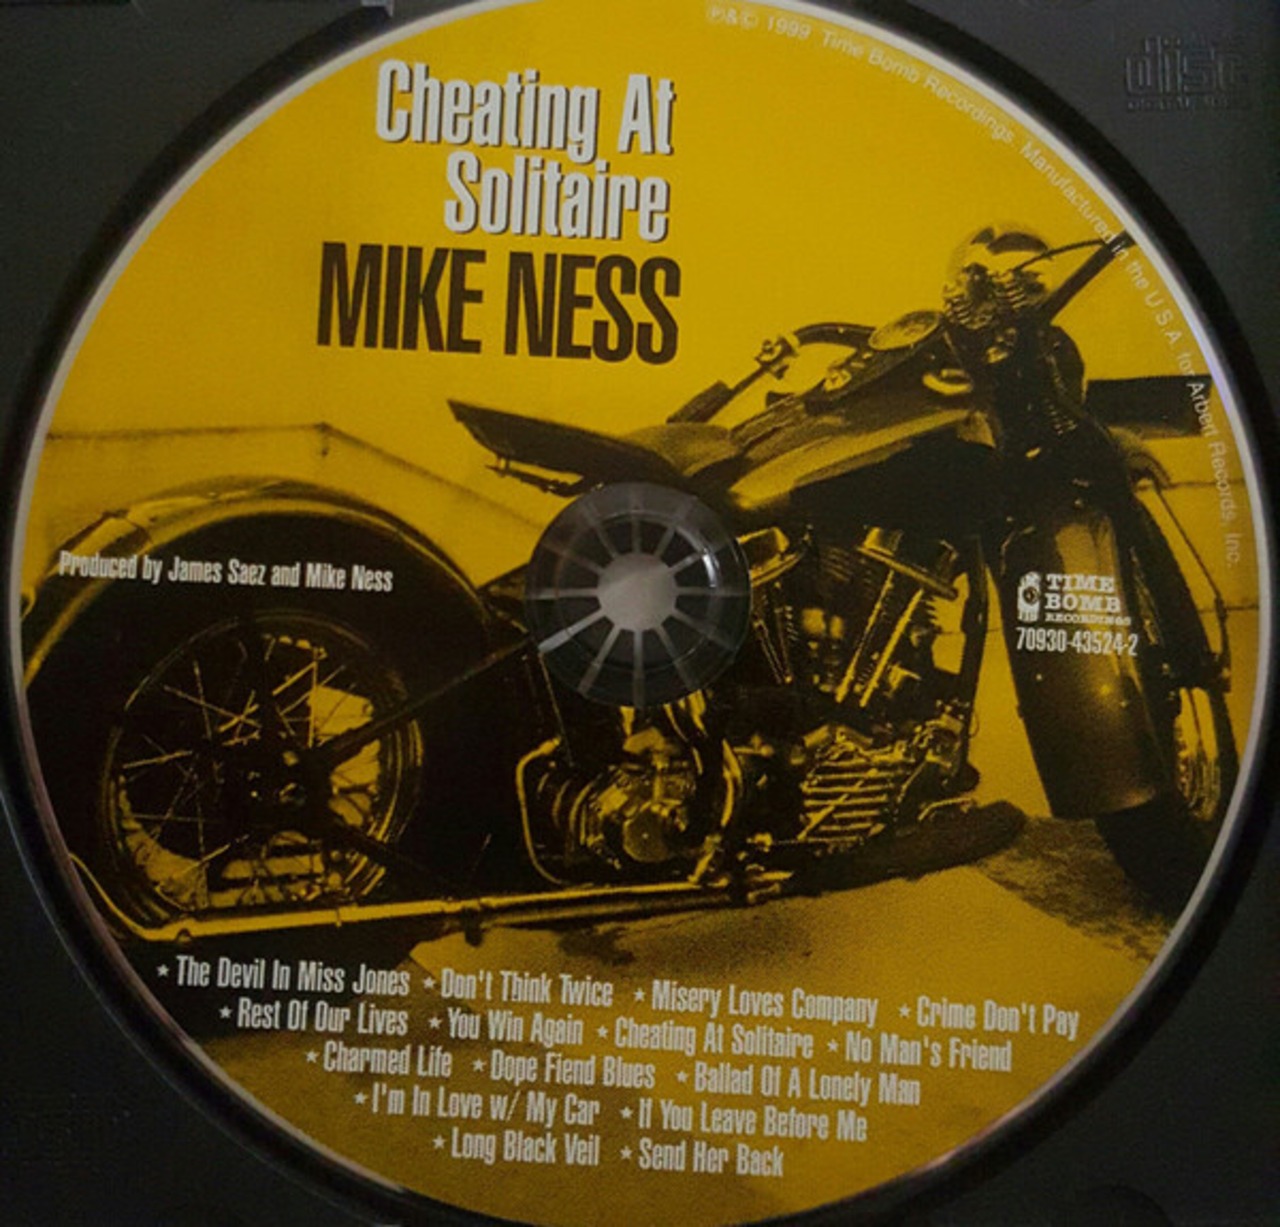 ℗&© 1999 Time Bomb Recordings. Manufactured in the U.S.A. for Arbert Records, Inc.
disc
Cheating At
Solitaire
MIKE NESS
Produced by James Saez and Mike Ness
TIME
BOMB
RECORDINGS
70930-43524-2
* The Devil In Miss Jones * Don't Think Twice * Misery Loves Company * Crime Don't Pay
* Rest Of Our Lives * You Win Again * Cheating At Solitaire * No Man's Friend
* Charmed Life * Dope Fiend Blues * Ballad Of A Lonely Man
* I'm In Love w/ My Car * If You Leave Before Me
* Long Black Veil * Send Her Back